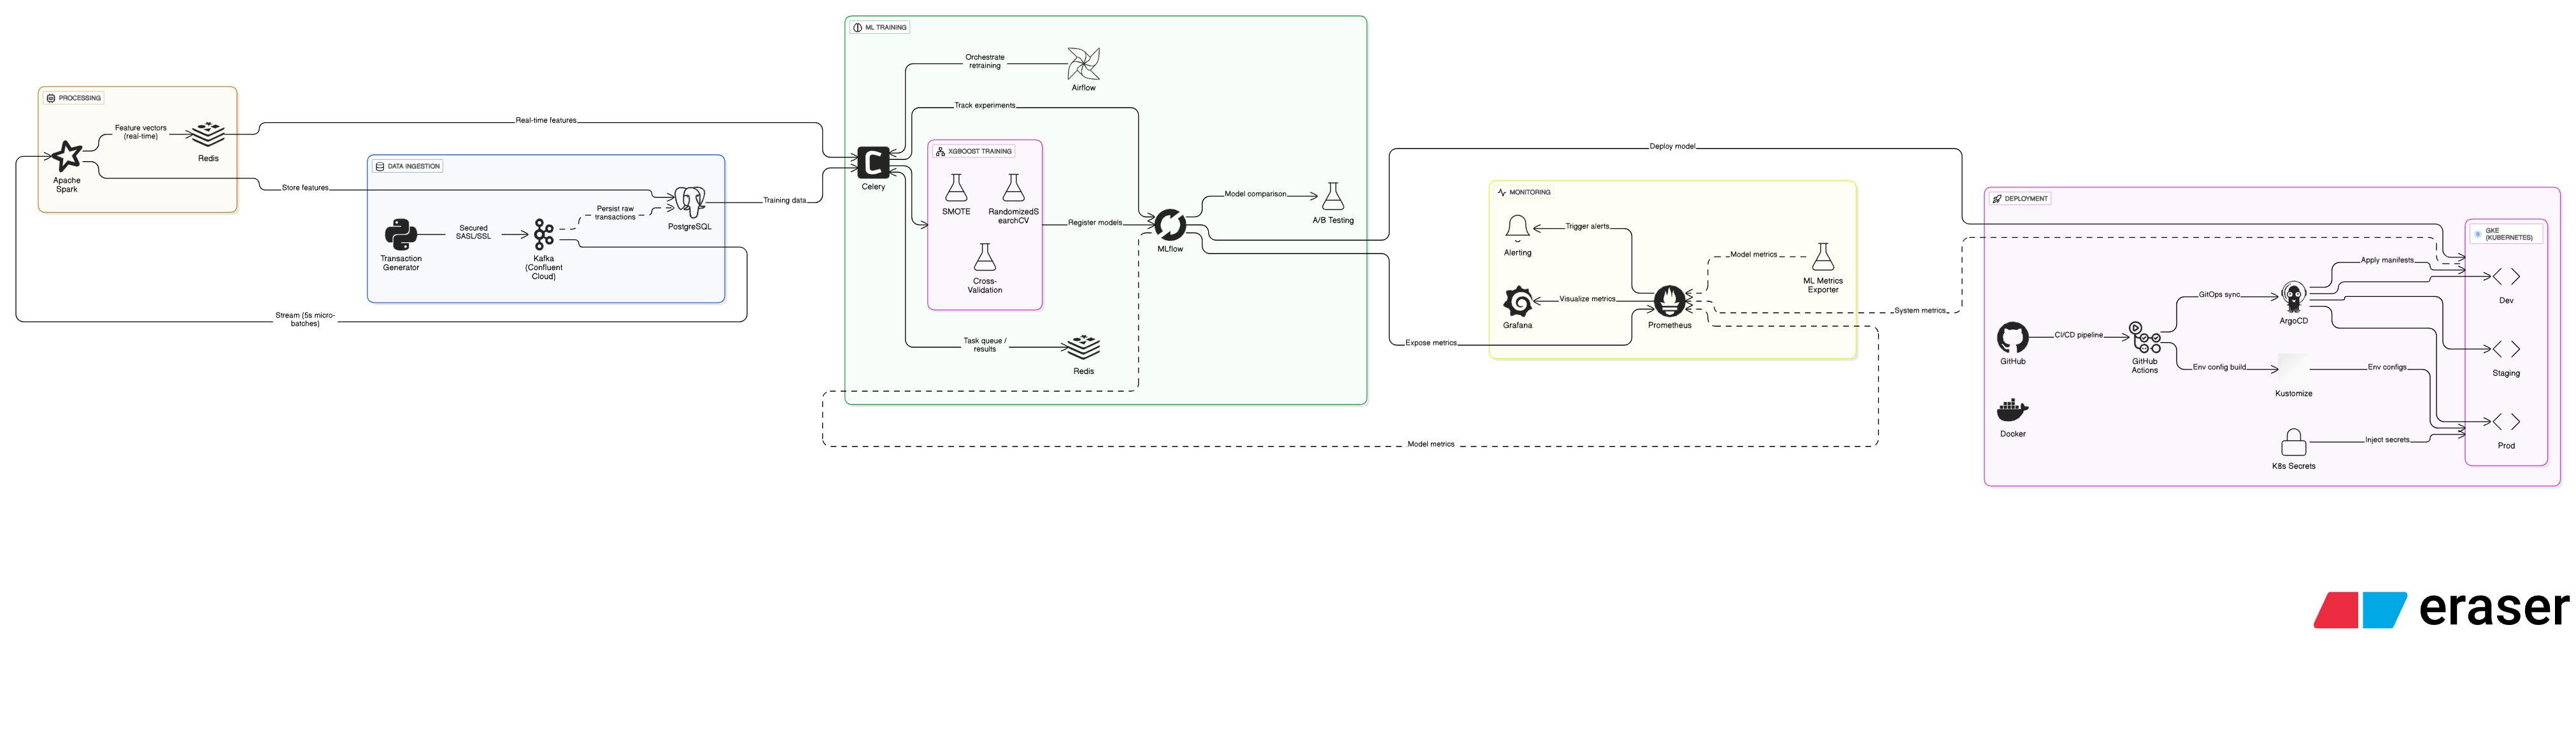 PROCESSING
Feature vectors
(real-time)
Redis
Apache
Spark
Real-time features
Store features
Stream (5s micro-
batches)
DATA INGESTION
Persist raw
transactions
Secured
SASL/SSL
PostgreSQL
Transaction
Generator
Kafka
(Confluent
Cloud)
Training data
ML TRAINING
Orchestrate
retraining
Airflow
Track experiments
Celery
XGBOOST TRAINING
SMOTE
RandomizedS
earchCV
Cross-
Validation
Register models
MLflow
Model comparison
A/B Testing
Task queue /
results
Redis
Deploy model
Expose metrics
Model metrics
MONITORING
Trigger alerts
Alerting
Model metrics
ML Metrics
Exporter
Visualize metrics
Grafana
Prometheus
System metrics
DEPLOYMENT
GKE
(KUBERNETES)
Apply manifests
GitOps sync
ArgoCD
Dev
CI/CD pipeline
GitHub
GitHub
Actions
Env config build
Env configs
Kustomize
Staging
Docker
Inject secrets
K8s Secrets
Prod
eraser